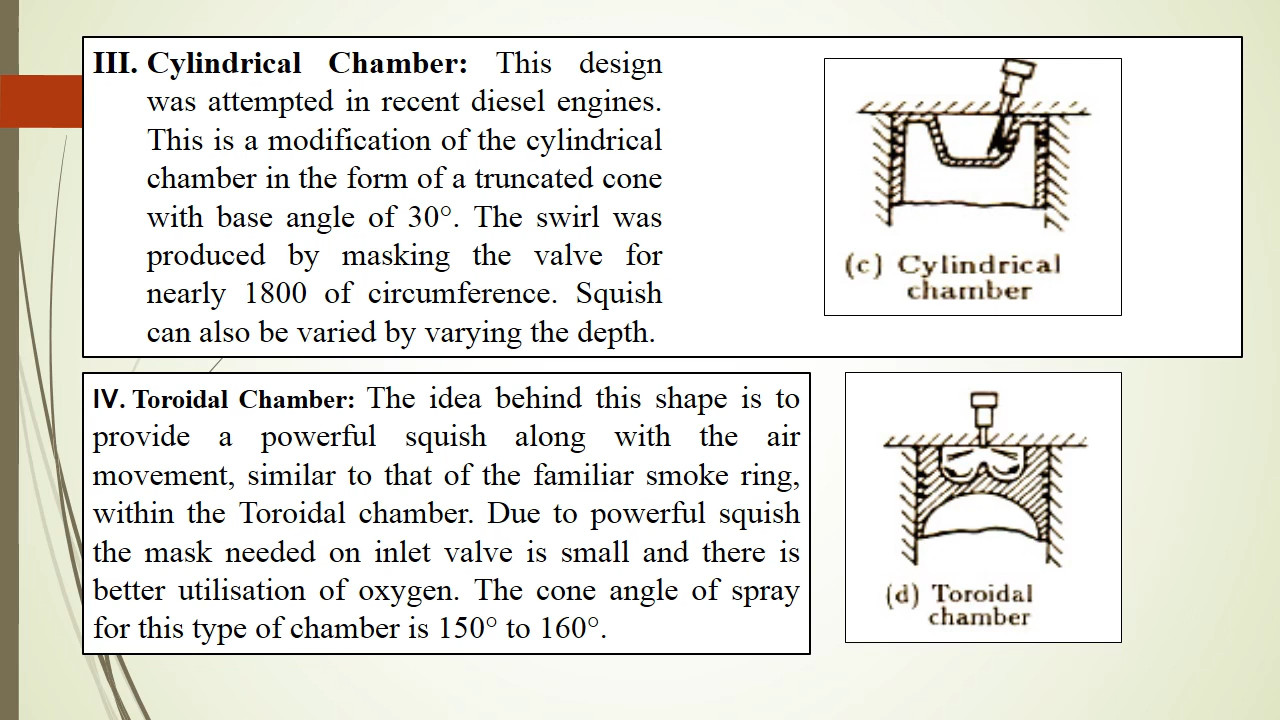 III. Cylindrical Chamber: This design
was attempted in recent diesel engines.
This is a modification of the cylindrical
chamber in the form of a truncated cone
with base angle of 30°. The swirl was
produced by masking the valve for
nearly 1800 of circumference. Squish
can also be varied by varying the depth.
(c) Cylindrical
chamber
IV. Toroidal Chamber: The idea behind this shape is to
provide a powerful squish along with the air
movement, similar to that of the familiar smoke ring,
within the Toroidal chamber. Due to powerful squish
the mask needed on inlet valve is small and there is
better utilisation of oxygen. The cone angle of spray
for this type of chamber is 150° to 160°.
(d) Toroidal
chamber